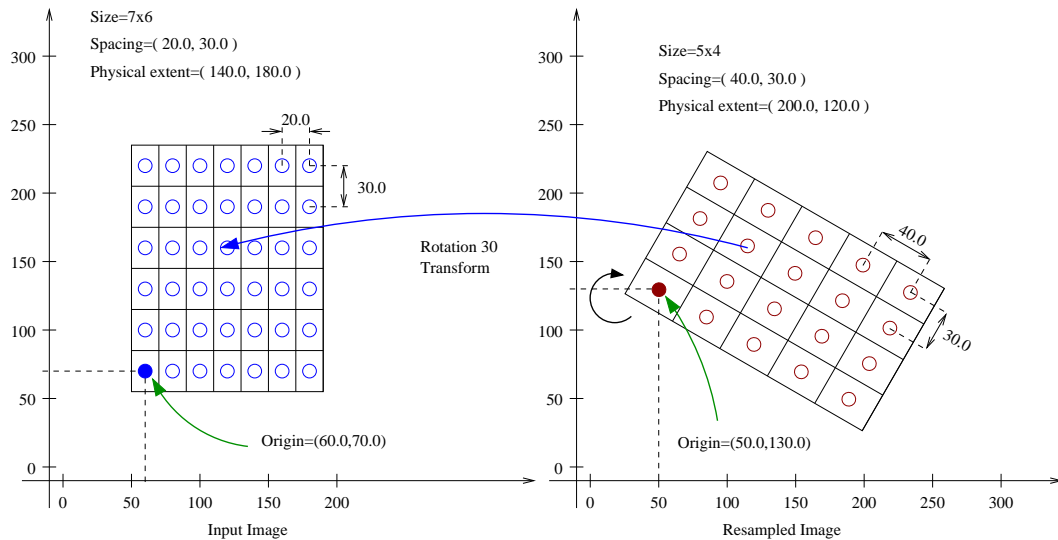 Size=7x6
Spacing=( 20.0, 30.0 )
Physical extent=( 140.0, 180.0 )
300
250
200
150
100
50
0
20.0
30.0
Origin=(60.0,70.0)
0
50
100
150
200
Input Image
Rotation 30
Transform
Size=5x4
Spacing=( 40.0, 30.0 )
Physical extent=( 200.0, 120.0 )
300
250
200
150
100
50
0
40.0
30.0
Origin=(50.0,130.0)
0
50
100
150
200
250
300
Resampled Image